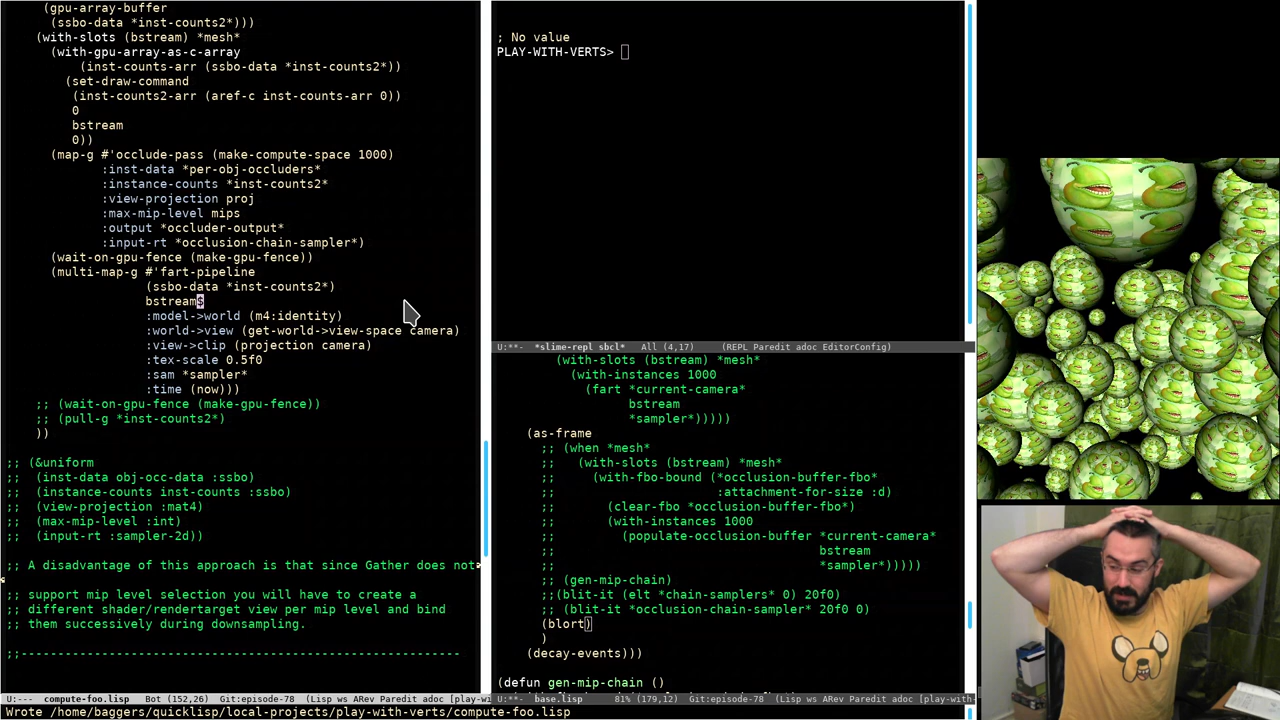 (gpu-array-buffer
(ssbo-data *inst-counts2*)))
(with-slots (bstream) *mesh*
(with-gpu-array-as-c-array
(inst-counts-arr (ssbo-data *inst-counts2*))
(set-draw-command
(inst-counts2-arr (aref-c inst-counts-arr 0))
0
bstream
0))
(map-g #'occlude-pass (make-compute-space 1000)
:inst-data *per-obj-occluders*
:instance-counts *inst-counts2*
:view-projection proj
:max-mip-level mips
:output *occluder-output*
:input-rt *occlusion-chain-sampler*)
(wait-on-gpu-fence (make-gpu-fence))
(multi-map-g #'fart-pipeline
(ssbo-data *inst-counts2*)
bstream$
:model->world (m4:identity)
:world->view (get-world->view-space camera)
:view->clip (projection camera)
:tex-scale 0.5f0
:sam *sampler*
:time (now)))
;; (wait-on-gpu-fence (make-gpu-fence))
;; (pull-g *inst-counts2*)
))
;; (&uniform
;;  (inst-data obj-occ-data :ssbo)
;;  (instance-counts inst-counts :ssbo)
;;  (view-projection :mat4)
;;  (max-mip-level :int)
;;  (input-rt :sampler-2d))
;; A disadvantage of this approach is that since Gather does not
;; support mip level selection you will have to create a
;; different shader/rendertarget view per mip level and bind
;; them successively during downsampling.
;;------------------------------------------------------------
U:---  compute-foo.lisp   Bot (152,26)  Git:episode-78  (Lisp ws ARev Paredit adoc [play-wi
Wrote /home/baggers/quicklisp/local-projects/play-with-verts/compute-foo.lisp
; No value
PLAY-WITH-VERTS>
U:**-  *slime-repl sbcl*   All (4,17)     (REPL Paredit adoc EditorConfig)
(with-slots (bstream) *mesh*
(with-instances 1000
(fart *current-camera*
bstream
*sampler*)))))
(as-frame
;; (when *mesh*
;;   (with-slots (bstream) *mesh*
;;     (with-fbo-bound (*occlusion-buffer-fbo*
;;                      :attachment-for-size :d)
;;       (clear-fbo *occlusion-buffer-fbo*)
;;       (with-instances 1000
;;         (populate-occlusion-buffer *current-camera*
;;                                    bstream
;;                                    *sampler*)))))
;; (gen-mip-chain)
;;(blit-it (elt *chain-samplers* 0) 20f0)
;; (blit-it *occlusion-chain-sampler* 20f0 0)
(blort)
)
(decay-events)))
(defun gen-mip-chain ()
U:**-  base.lisp      81% (179,12)  Git:episode-78  (Lisp ws ARev Paredit adoc [play-with-